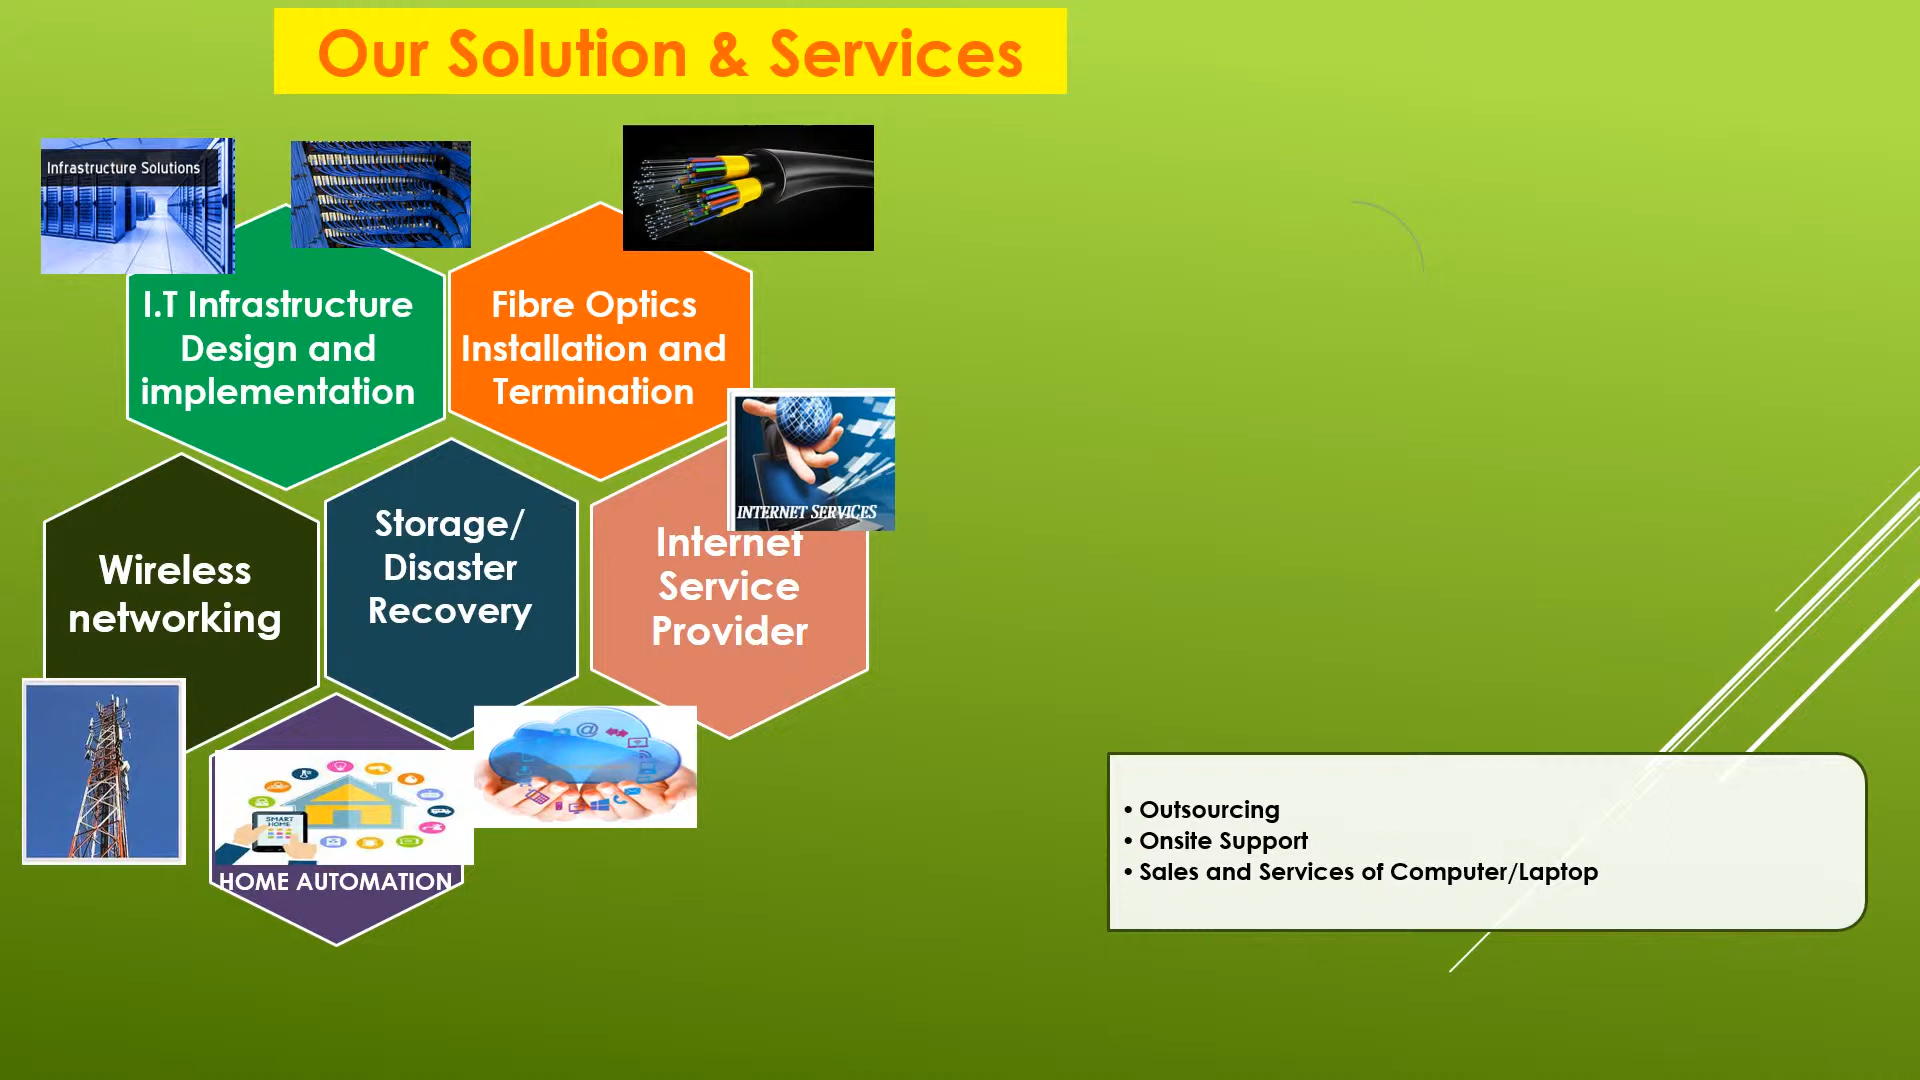 Our Solution & Services
Infrastructure Solutions
I.T Infrastructure
Design and
implementation
Fibre Optics
Installation and
Termination
INTERNET SERVICES
Wireless
networking
Storage/
Disaster
Recovery
Internet
Service
Provider
SMART
HOME
HOME AUTOMATION
• Outsourcing
• Onsite Support
• Sales and Services of Computer/Laptop